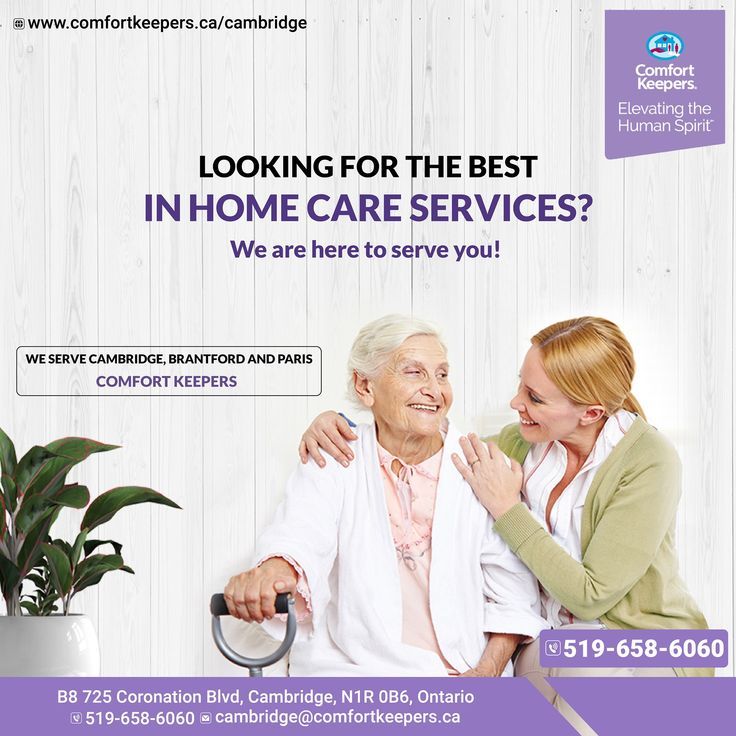 www.comfortkeepers.ca/cambridge
Comfort
Keepers®
Elevating the
Human Spirit™
LOOKING FOR THE BEST
IN HOME CARE SERVICES?
We are here to serve you!
WE SERVE CAMBRIDGE, BRANTFORD AND PARIS
COMFORT KEEPERS
519-658-6060
B8 725 Coronation Blvd, Cambridge, N1R 0B6, Ontario
519-658-6060 cambridge@comfortkeepers.ca